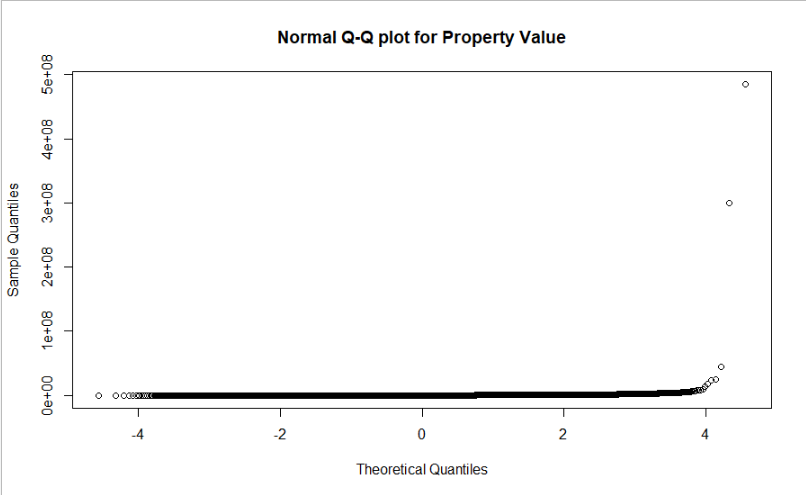 Normal Q-Q plot for Property Value
5e+08
4e+08
3e+08
2e+08
1e+08
0e+00
Sample Quantiles
-4
-2
0
2
4
Theoretical Quantiles